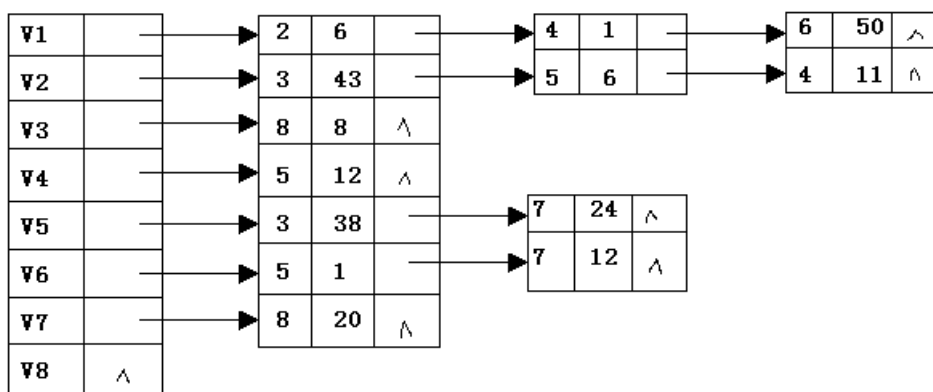 V1 2 6 4 1 6 50 ∧
V2 3 43 5 6 4 11 ∧
V3 8 8 ∧
V4 5 12 ∧
V5 3 38 7 24 ∧
V6 5 1 7 12 ∧
V7 8 20 ∧
V8 ∧